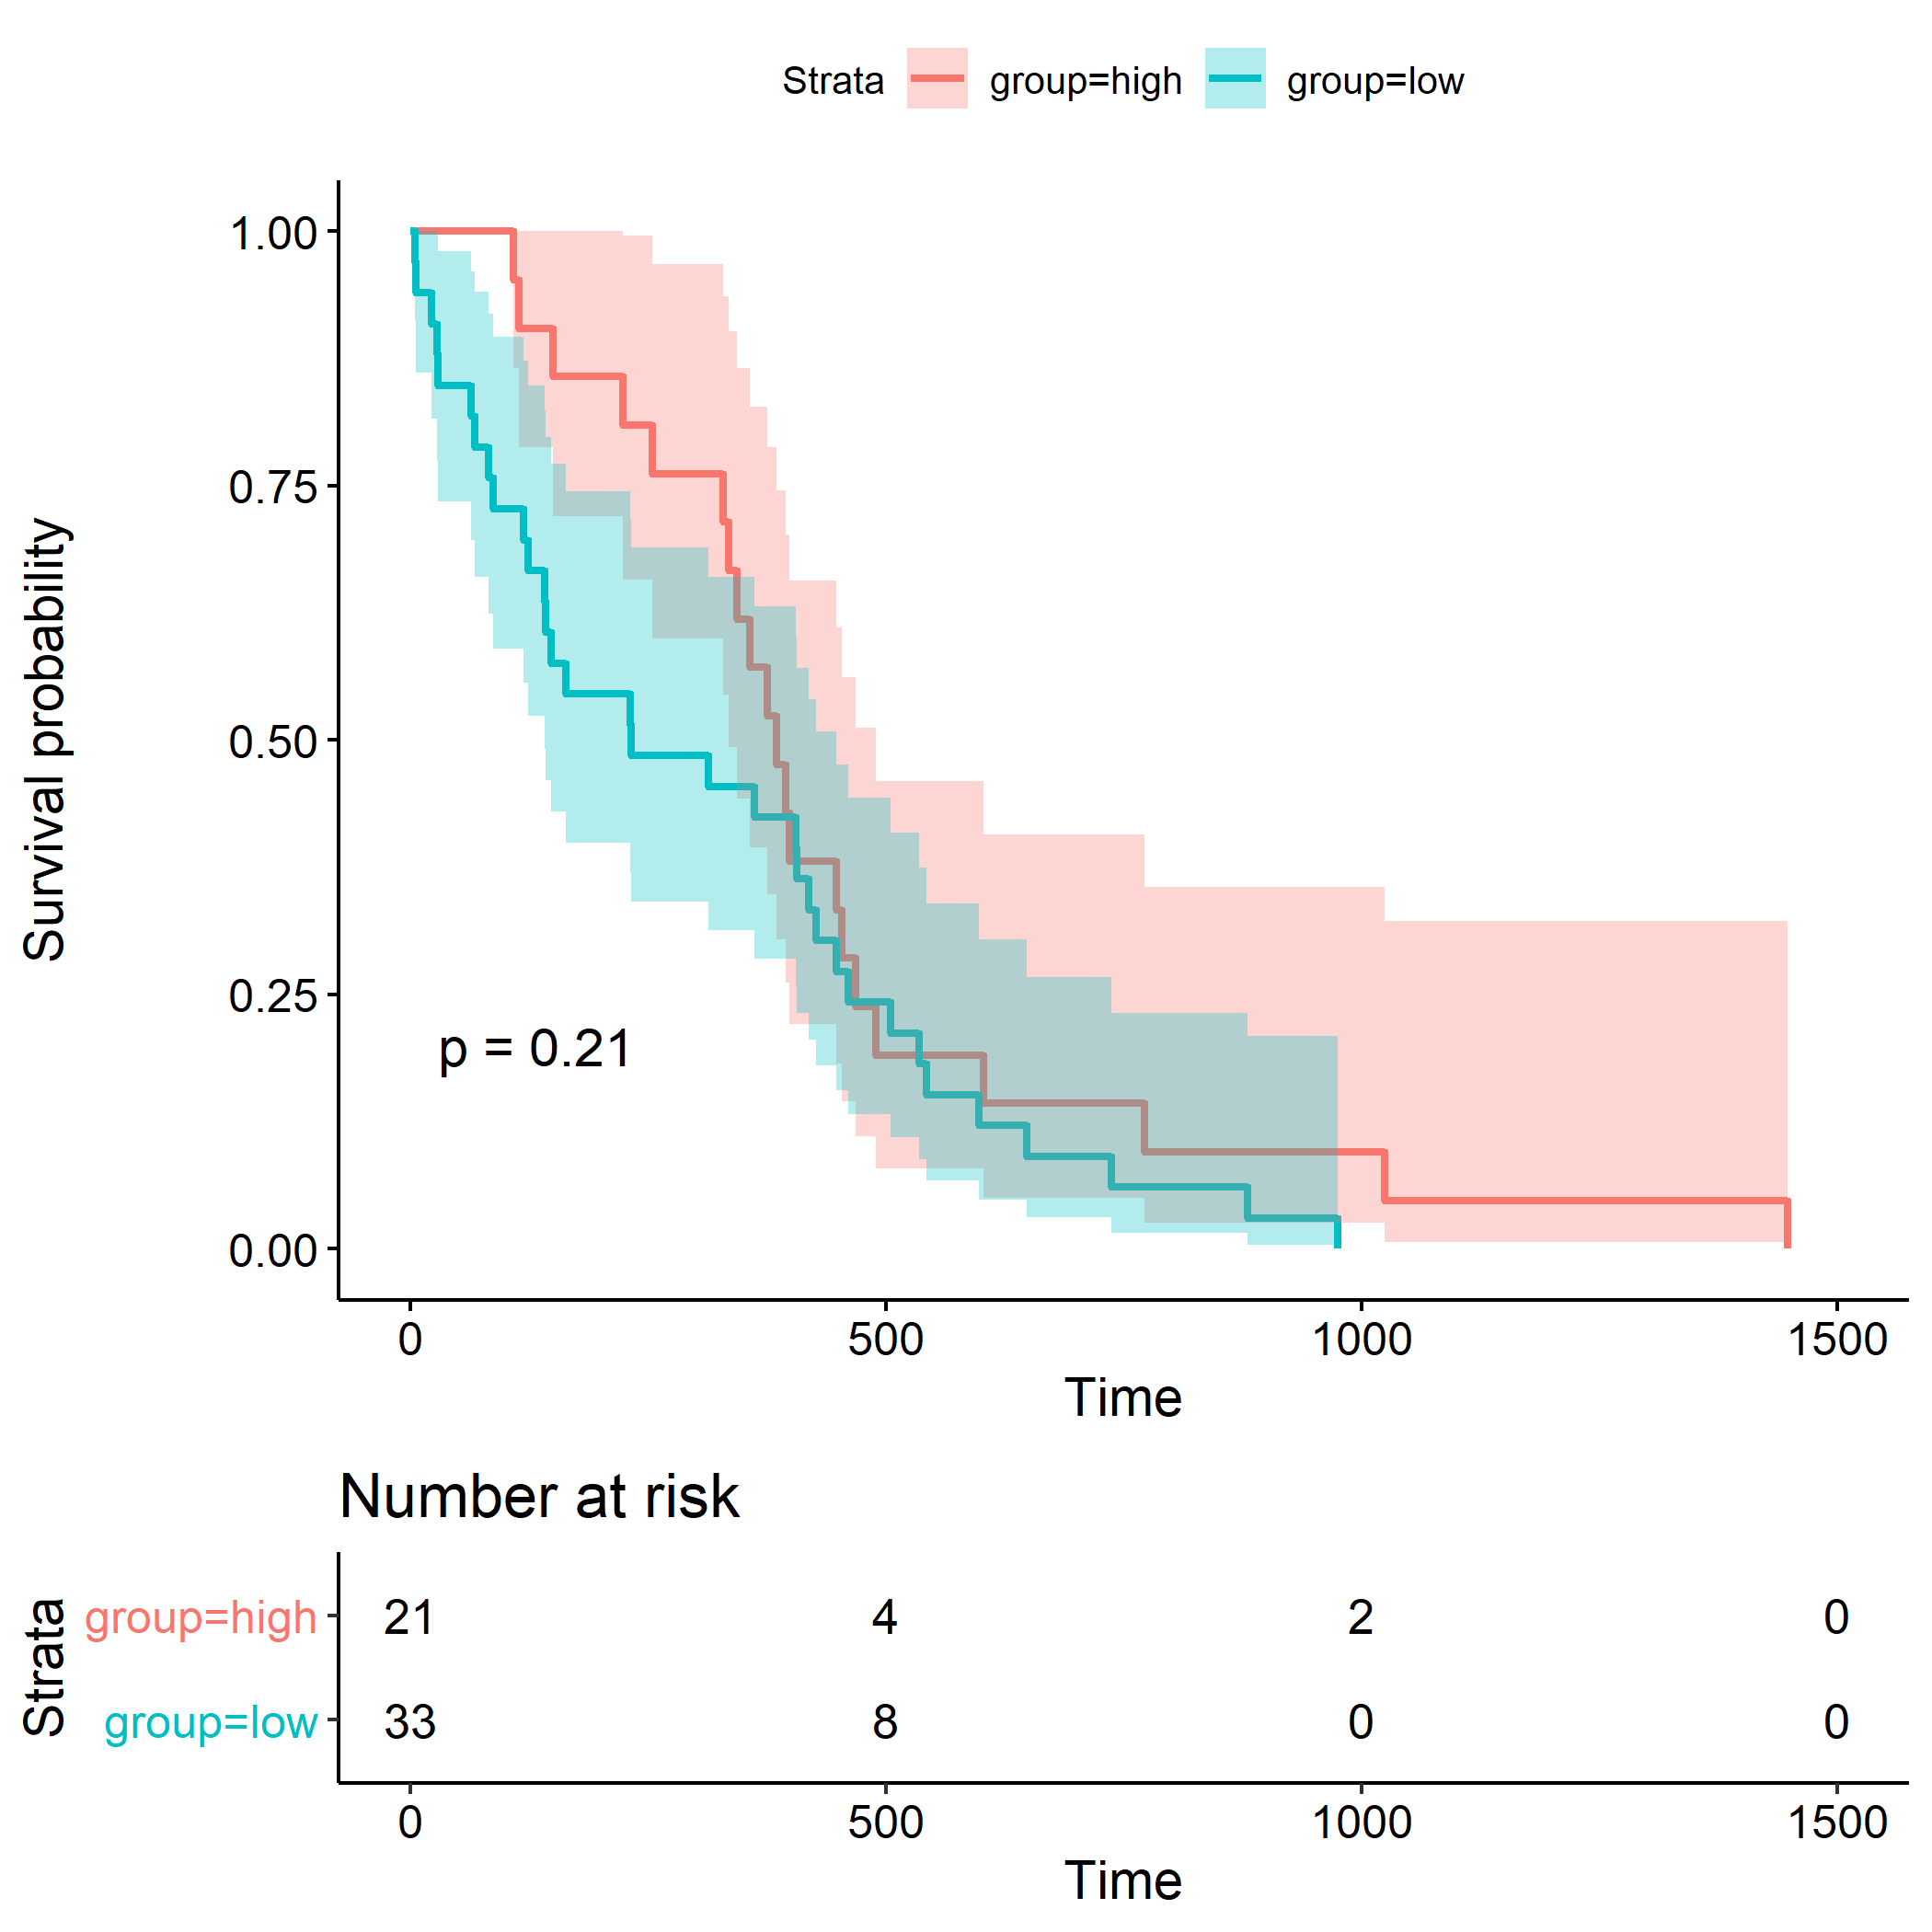 Strata group=high group=low
1.00
0.75
0.50
0.25
0.00
Survival probability
p = 0.21
0 500 1000 1500
Time
Number at risk
Strata
group=high 21 4 2 0
group=low 33 8 0 0
0 500 1000 1500
Time